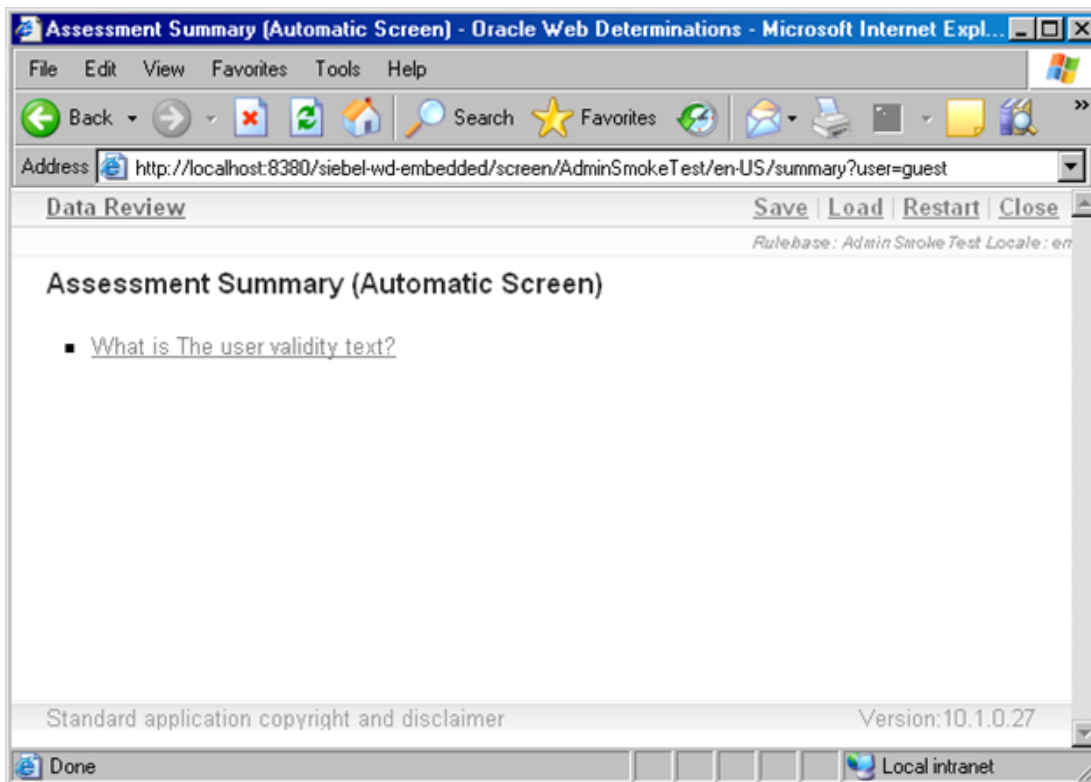 Assessment Summary (Automatic Screen) - Oracle Web Determinations - Microsoft Internet Expl...
File Edit View Favorites Tools Help
Back Search Favorites »
Address http://localhost:8380/siebel-wd-embedded/screen/AdminSmokeTest/en-US/summary?user=guest
Data Review Save | Load | Restart | Close
Rulebase: AdminSmokeTest Locale: en
Assessment Summary (Automatic Screen)
▪ What is The user validity text?
Standard application copyright and disclaimer Version:10.1.0.27
Done Local intranet